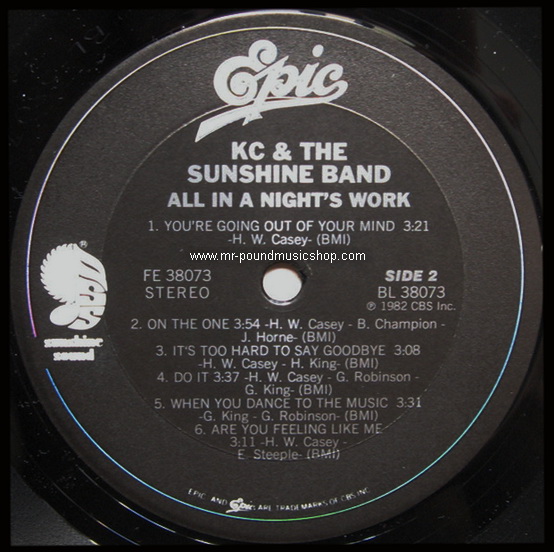 Epic
KC & THE
SUNSHINE BAND
ALL IN A NIGHT'S WORK
1. YOU'RE GOING OUT OF YOUR MIND 3:21
-H. W. Casey- (BMI)
www.mr-poundmusicshop.com
FE 38073
STEREO
SIDE 2
BL 38073
℗ 1982 CBS Inc.
2. ON THE ONE 3:54 -H. W. Casey - B. Champion -
J. Horne- (BMI)
3. IT'S TOO HARD TO SAY GOODBYE 3:08
-H. W. Casey - H. King- (BMI)
4. DO IT 3:37 -H. W. Casey - G. Robinson -
G. King- (BMI)
5. WHEN YOU DANCE TO THE MUSIC 3:31
-G. King - G. Robinson- (BMI)
6. ARE YOU FEELING LIKE ME
3:11 -H. W. Casey -
E. Steeple- (BMI)
EPIC AND Epic ARE TRADEMARKS OF CBS INC.